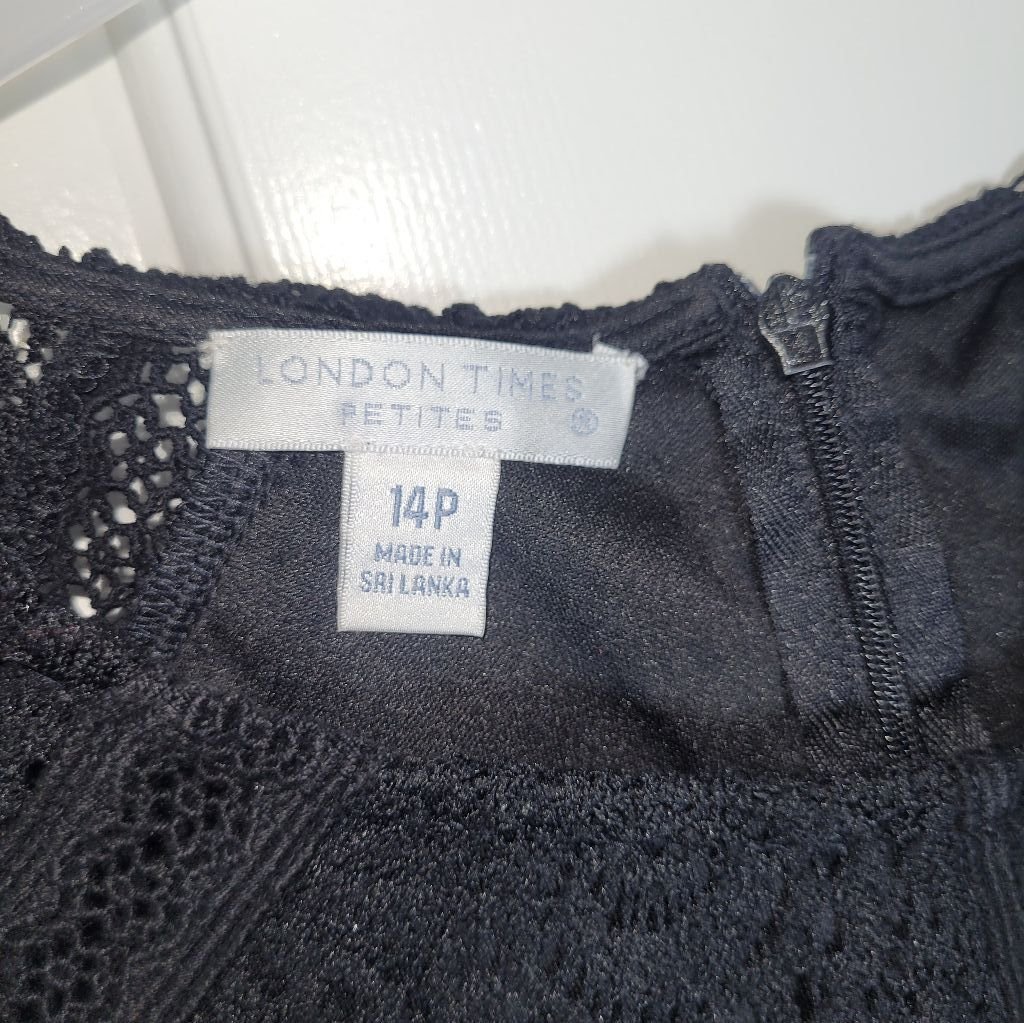 LONDON TIMES
PETITES ®
14P
MADE IN
SRI LANKA